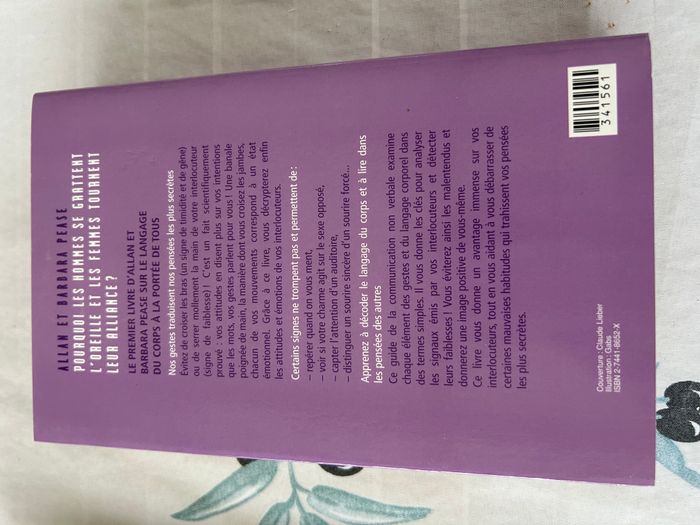 ALLAN ET BARBARA PEASE
POURQUOI LES HOMMES SE GRATTENT
L'OREILLE ET LES FEMMES TOURNENT
LEUR ALLIANCE ?
LE PREMIER LIVRE D'ALLAN ET
BARBARA PEASE SUR LE LANGAGE
DU CORPS À LA PORTÉE DE TOUS
Nos gestes traduisent nos pensées les plus secrètes
Evitez de croiser les bras (un signe de timidité et de gêne)
ou de serrer mollement la main de votre interlocuteur
(signe de faiblesse) ! C'est un fait scientifiquement
prouvé : vos attitudes en disent plus sur vos intentions
que les mots, vos gestes parlent pour vous ! Une banale
poignée de main, la manière dont vous croisez les jambes,
chacun de vos mouvements correspond à un état
émotionnel. Grâce à ce livre, vous décrypterez enfin
les attitudes et émotions de vos interlocuteurs.
Certains signes ne trompent pas et permettent de :
– repérer quand on vous ment,
– voir si votre charme agit sur le sexe opposé,
– capter l'attention d'un auditoire,
– distinguer un sourire sincère d'un sourire forcé...
Apprenez à décoder le langage du corps et à lire dans
les pensées des autres
Ce guide de la communication non verbale examine
chaque élément des gestes et du langage corporel dans
des termes simples. Il vous donne les clés pour analyser
les signaux émis par vos interlocuteurs et détecter
leurs faiblesses ! Vous éviterez ainsi les malentendus et
donnerez une image positive de vous-même.
Ce livre vous donne un avantage immense sur vos
interlocuteurs, tout en vous aidant à vous débarrasser de
certaines mauvaises habitudes qui trahissent vos pensées
les plus secrètes.
Couverture : Claude Lieber
Illustration : Gabs
ISBN 2-7441-8652-X
341561